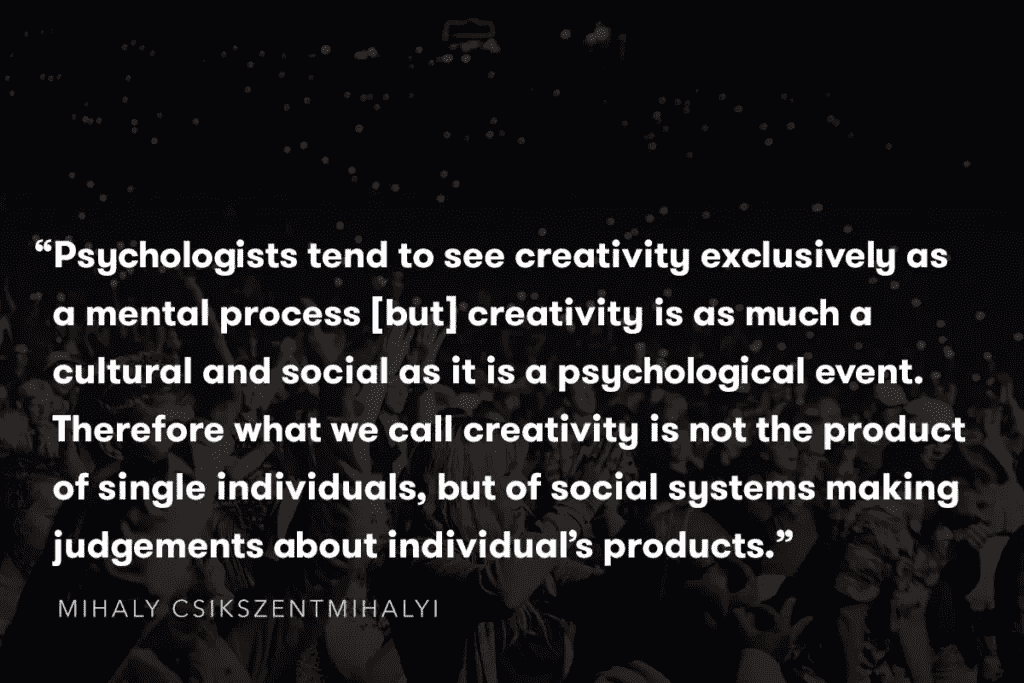 “Psychologists tend to see creativity exclusively as
a mental process [but] creativity is as much a
cultural and social as it is a psychological event.
Therefore what we call creativity is not the product
of single individuals, but of social systems making
judgements about individual’s products.”
MIHALY CSIKSZENTMIHALYI